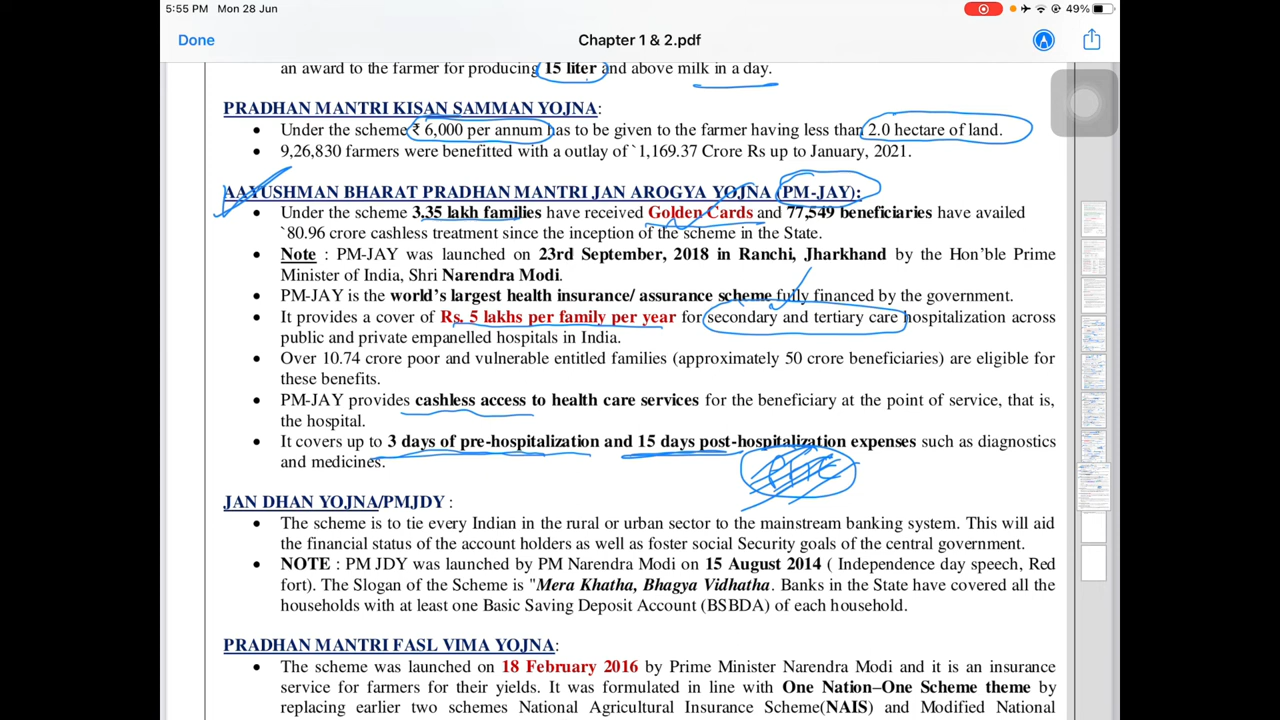 5:55 PM Mon 28 Jun
49%
Done
Chapter 1 & 2.pdf
an award to the farmer for producing 15 liter and above milk in a day.
PRADHAN MANTRI KISAN SAMMAN YOJNA:
• Under the scheme ₹ 6,000 per annum has to be given to the farmer having less than 2.0 hectare of land.
• 9,26,830 farmers were benefitted with a outlay of `1,169.37 Crore Rs up to January, 2021.
AAYUSHMAN BHARAT PRADHAN MANTRI JAN AROGYA YOJNA (PM-JAY):
• Under the scheme 3.35 lakh families have received Golden Cards and 77,549 beneficiaries have availed
`80.96 crore cashless treatment since the inception of the scheme in the State.
• Note : PM-JAY was launched on 23rd September, 2018 in Ranchi, Jharkhand by the Hon’ble Prime
Minister of India, Shri Narendra Modi.
• PM-JAY is the world’s largest health insurance/ assurance scheme fully financed by the government.
• It provides a cover of Rs. 5 lakhs per family per year for secondary and tertiary care hospitalization across
public and private empanelled hospitals in India.
• Over 10.74 crore poor and vulnerable entitled families (approximately 50 crore beneficiaries) are eligible for
these benefits.
• PM-JAY provides cashless access to health care services for the beneficiary at the point of service, that is,
the hospital.
• It covers up to days of pre-hospitalization and 15 days post-hospitalization expenses such as diagnostics
and medicines.
JAN DHAN YOJNA/PMJJDY :
• The scheme is to tie every Indian in the rural or urban sector to the mainstream banking system. This will aid
the financial status of the account holders as well as foster social Security goals of the central government.
• NOTE : PM JDY was launched by PM Narendra Modi on 15 August 2014 ( Independence day speech, Red
fort). The Slogan of the Scheme is "Mera Khatha, Bhagya Vidhatha. Banks in the State have covered all the
households with at least one Basic Saving Deposit Account (BSBDA) of each household.
PRADHAN MANTRI FASL VIMA YOJNA:
• The scheme was launched on 18 February 2016 by Prime Minister Narendra Modi and it is an insurance
service for farmers for their yields. It was formulated in line with One Nation–One Scheme theme by
replacing earlier two schemes National Agricultural Insurance Scheme(NAIS) and Modified National